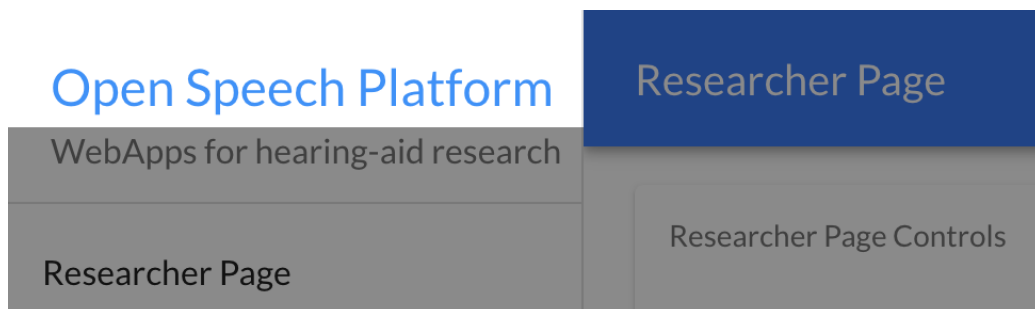 Open Speech Platform
WebApps for hearing-aid research
Researcher Page
Researcher Page
Researcher Page Controls